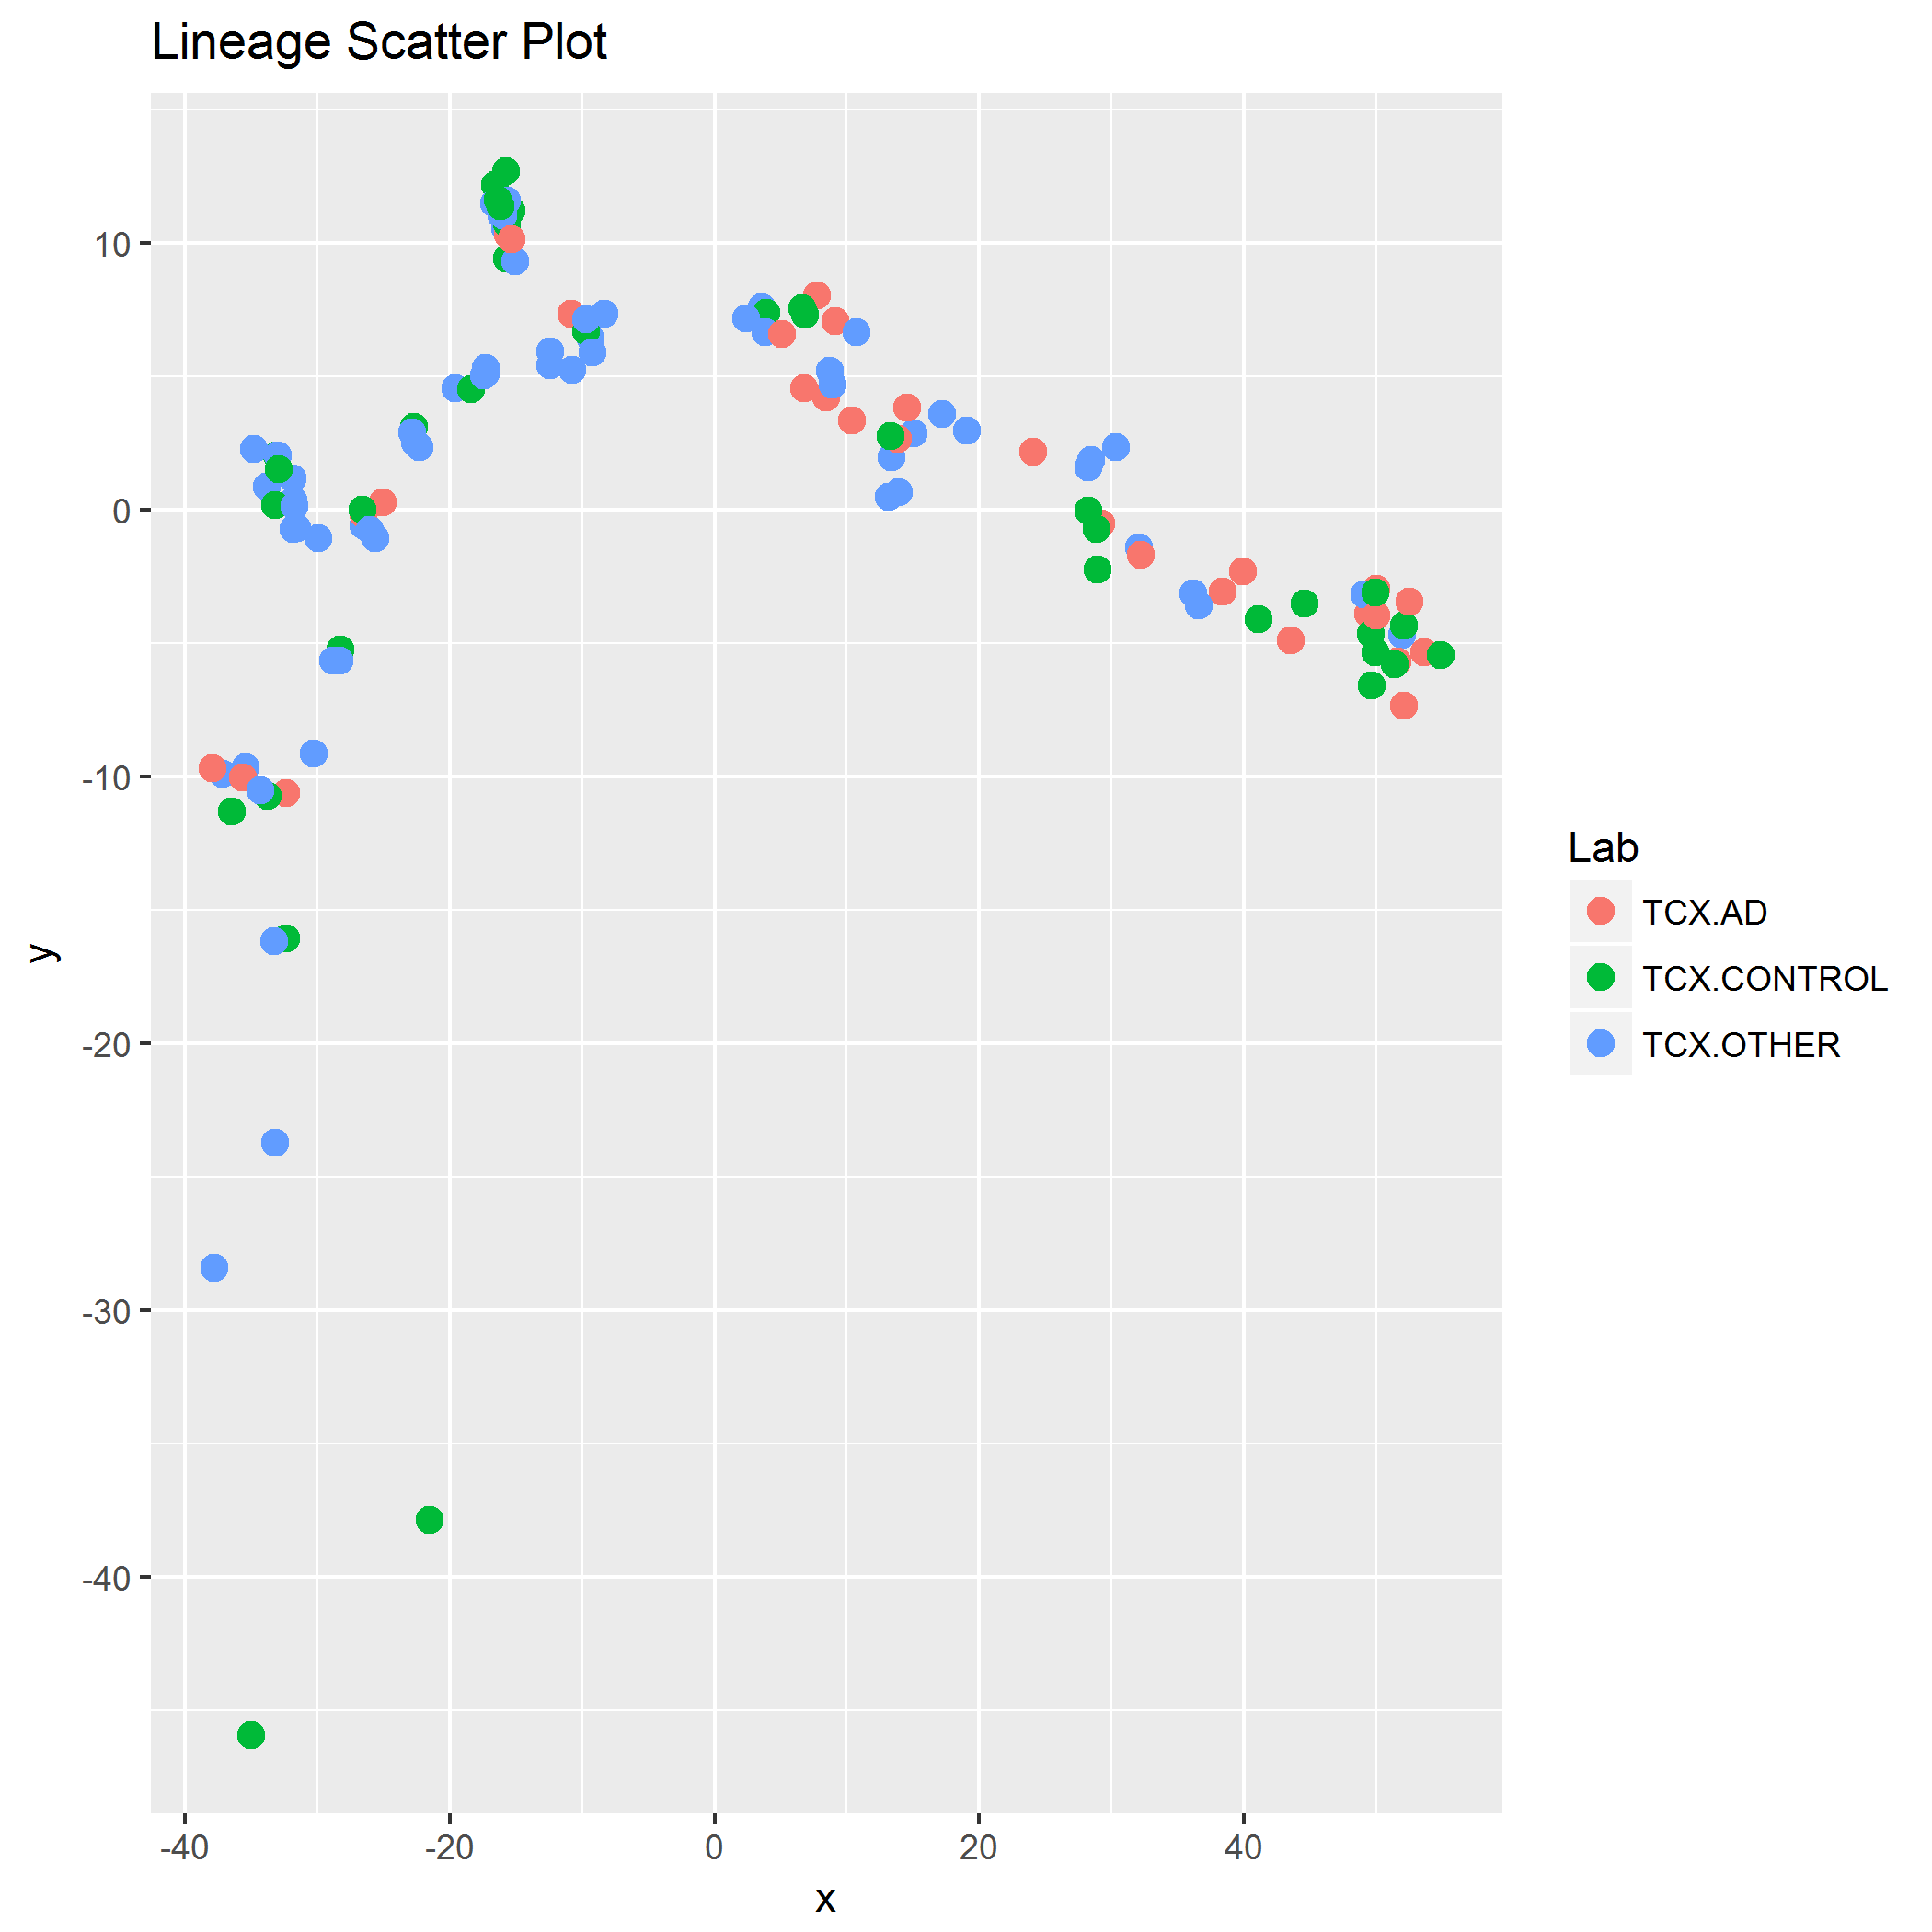 Lineage Scatter Plot
10
0
-10
-20
-30
-40
y
-40 -20 0 20 40
x
Lab
TCX.AD
TCX.CONTROL
TCX.OTHER